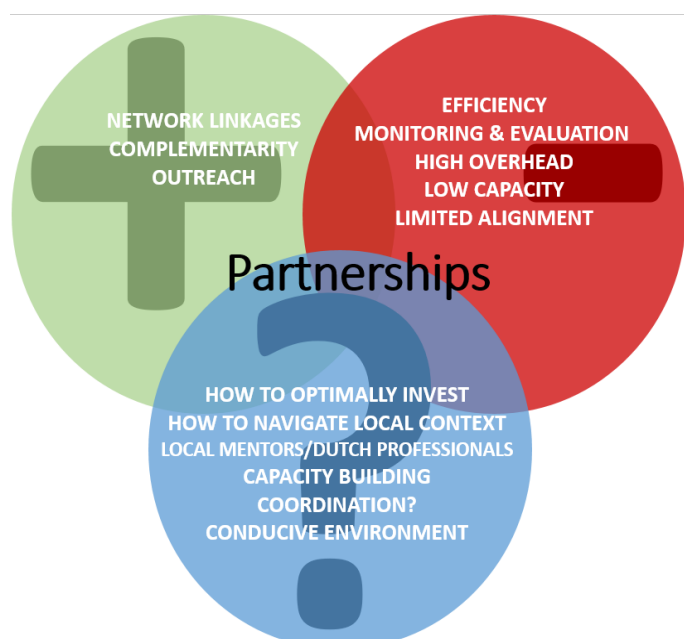 NETWORK LINKAGES
COMPLEMENTARITY
OUTREACH
EFFICIENCY
MONITORING & EVALUATION
HIGH OVERHEAD
LOW CAPACITY
LIMITED ALIGNMENT
Partnerships
HOW TO OPTIMALLY INVEST
HOW TO NAVIGATE LOCAL CONTEXT
LOCAL MENTORS/DUTCH PROFESSIONALS
CAPACITY BUILDING
COORDINATION?
CONDUCIVE ENVIRONMENT